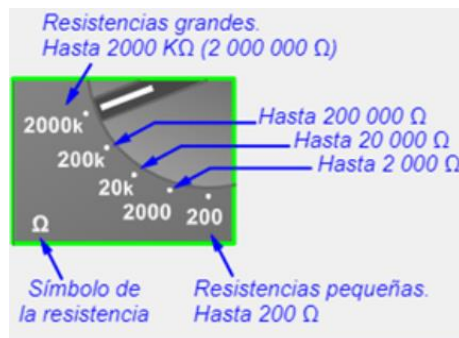 Resistencias grandes.
Hasta 2000 KΩ (2 000 000 Ω)
Hasta 200 000 Ω
Hasta 20 000 Ω
Hasta 2 000 Ω
2000k
200k
20k
2000
200
Ω
Símbolo de
la resistencia
Resistencias pequeñas.
Hasta 200 Ω